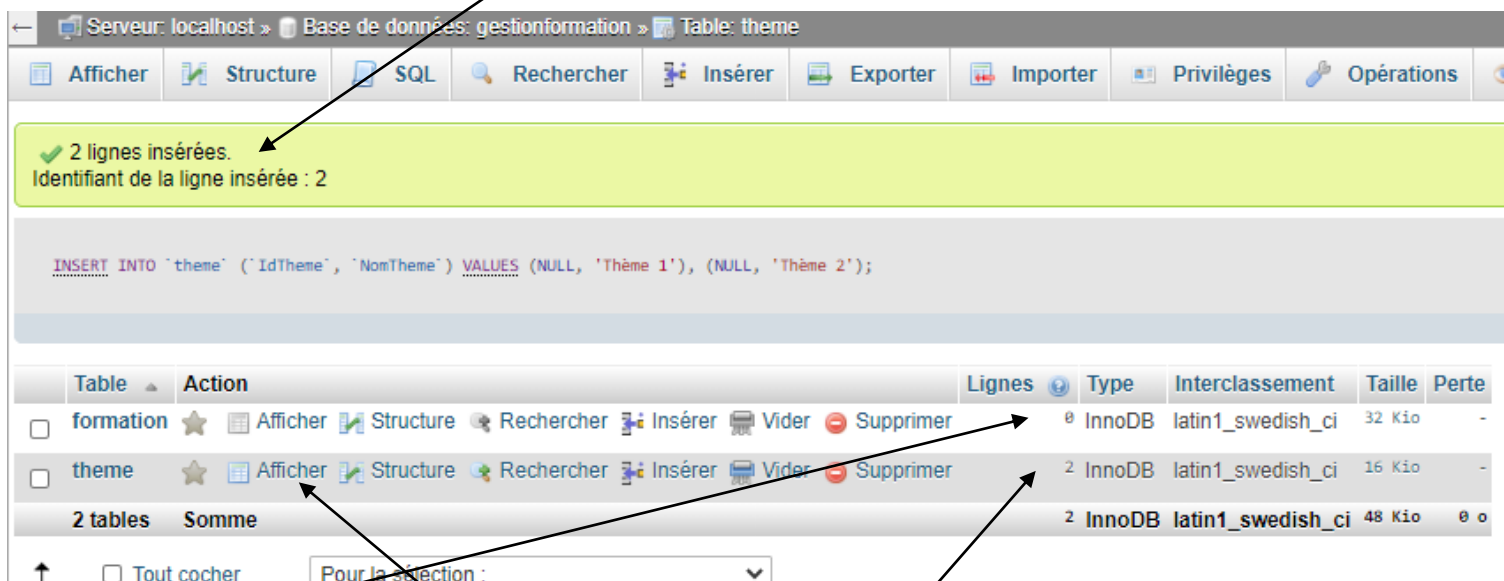 ← Serveur: localhost » Base de données: gestionformation » Table: theme
Afficher Structure SQL Rechercher Insérer Exporter Importer Privilèges Opérations
2 lignes insérées.
Identifiant de la ligne insérée : 2
INSERT INTO `theme` (`IdTheme`, `NomTheme`) VALUES (NULL, 'Thème 1'), (NULL, 'Thème 2');
Table Action Lignes Type Interclassement Taille Perte
formation Afficher Structure Rechercher Insérer Vider Supprimer 0 InnoDB latin1_swedish_ci 32 Kio -
theme Afficher Structure Rechercher Insérer Vider Supprimer 2 InnoDB latin1_swedish_ci 16 Kio -
2 tables Somme 2 InnoDB latin1_swedish_ci 48 Kio 0 o
Tout cocher Pour la sélection :